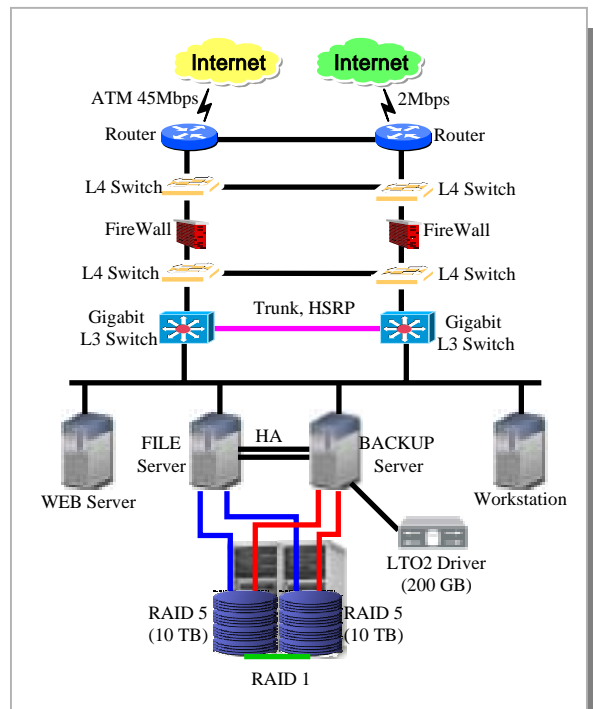 Internet
Internet
ATM 45Mbps
2Mbps
Router
Router
L4 Switch
L4 Switch
FireWall
FireWall
L4 Switch
L4 Switch
Gigabit
L3 Switch
Trunk, HSRP
Gigabit
L3 Switch
FILE
Server
HA
BACKUP
Server
WEB Server
Workstation
LTO2 Driver
(200 GB)
RAID 5
(10 TB)
RAID 5
(10 TB)
RAID 1